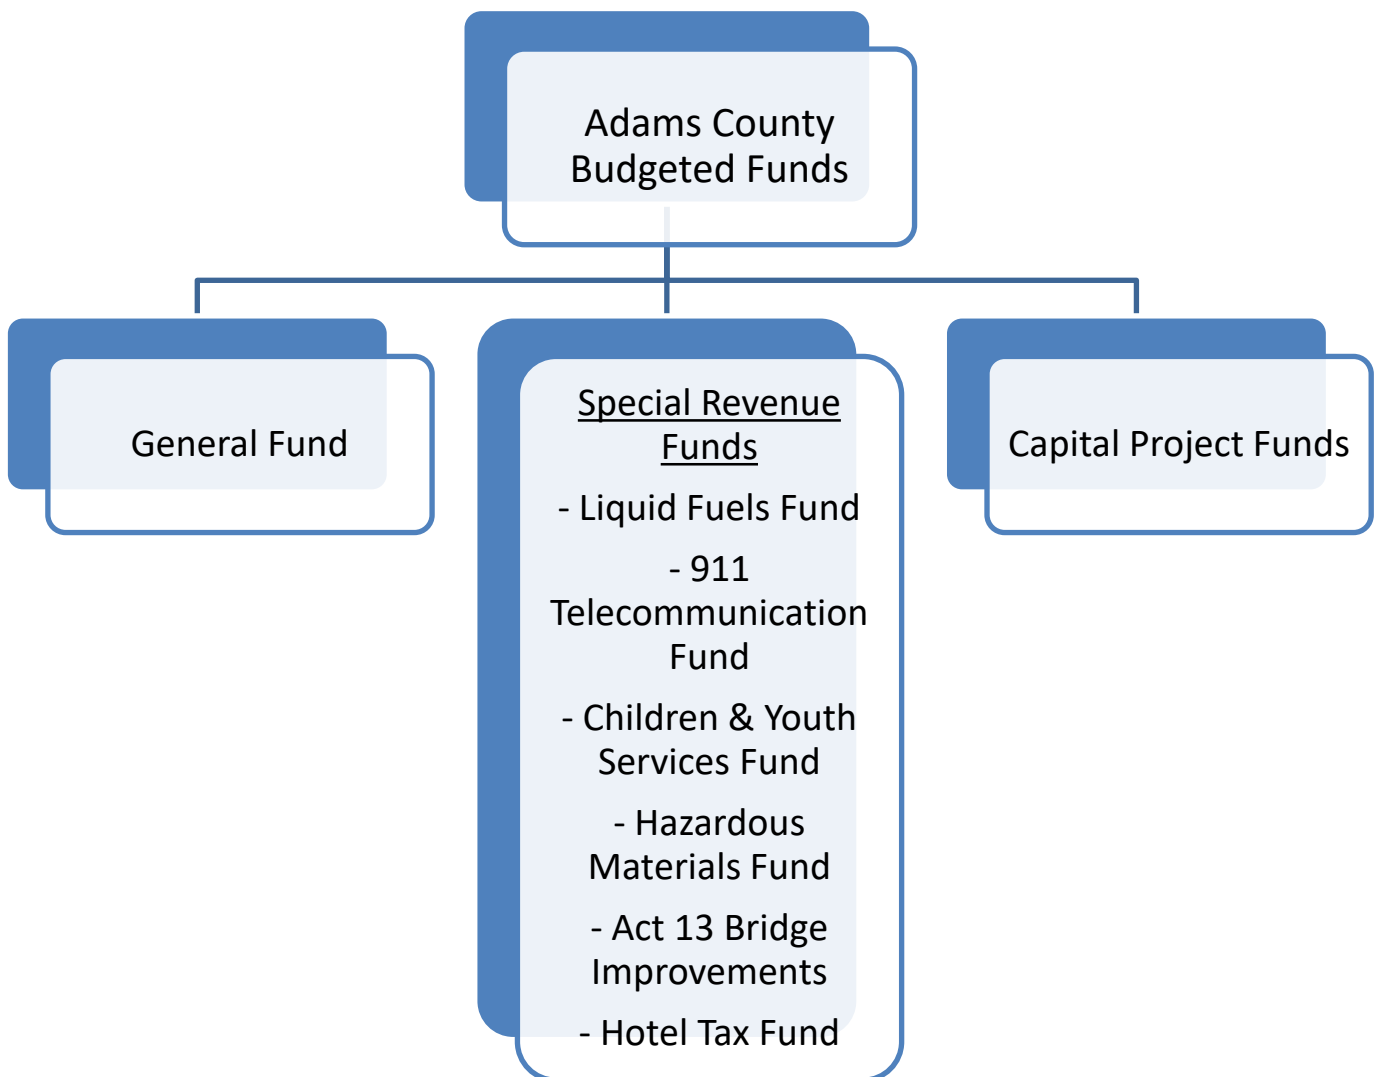 Adams County
Budgeted Funds
General Fund
Special Revenue
Funds
- Liquid Fuels Fund
- 911
Telecommunication
Fund
- Children & Youth
Services Fund
- Hazardous
Materials Fund
- Act 13 Bridge
Improvements
- Hotel Tax Fund
Capital Project Funds